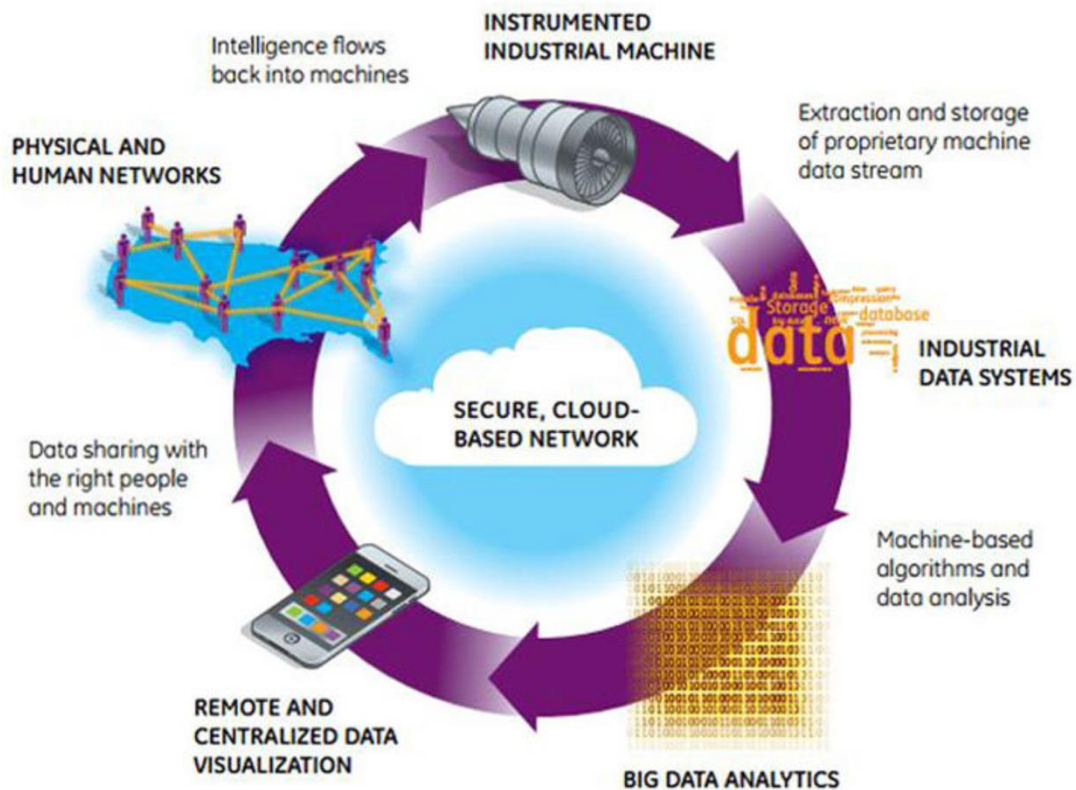 INSTRUMENTED
INDUSTRIAL MACHINE
Intelligence flows
back into machines
Extraction and storage
of proprietary machine
data stream
PHYSICAL AND
HUMAN NETWORKS
data
Storage
compression
database
INDUSTRIAL
DATA SYSTEMS
SECURE, CLOUD-
BASED NETWORK
Data sharing with
the right people
and machines
Machine-based
algorithms and
data analysis
REMOTE AND
CENTRALIZED DATA
VISUALIZATION
BIG DATA ANALYTICS